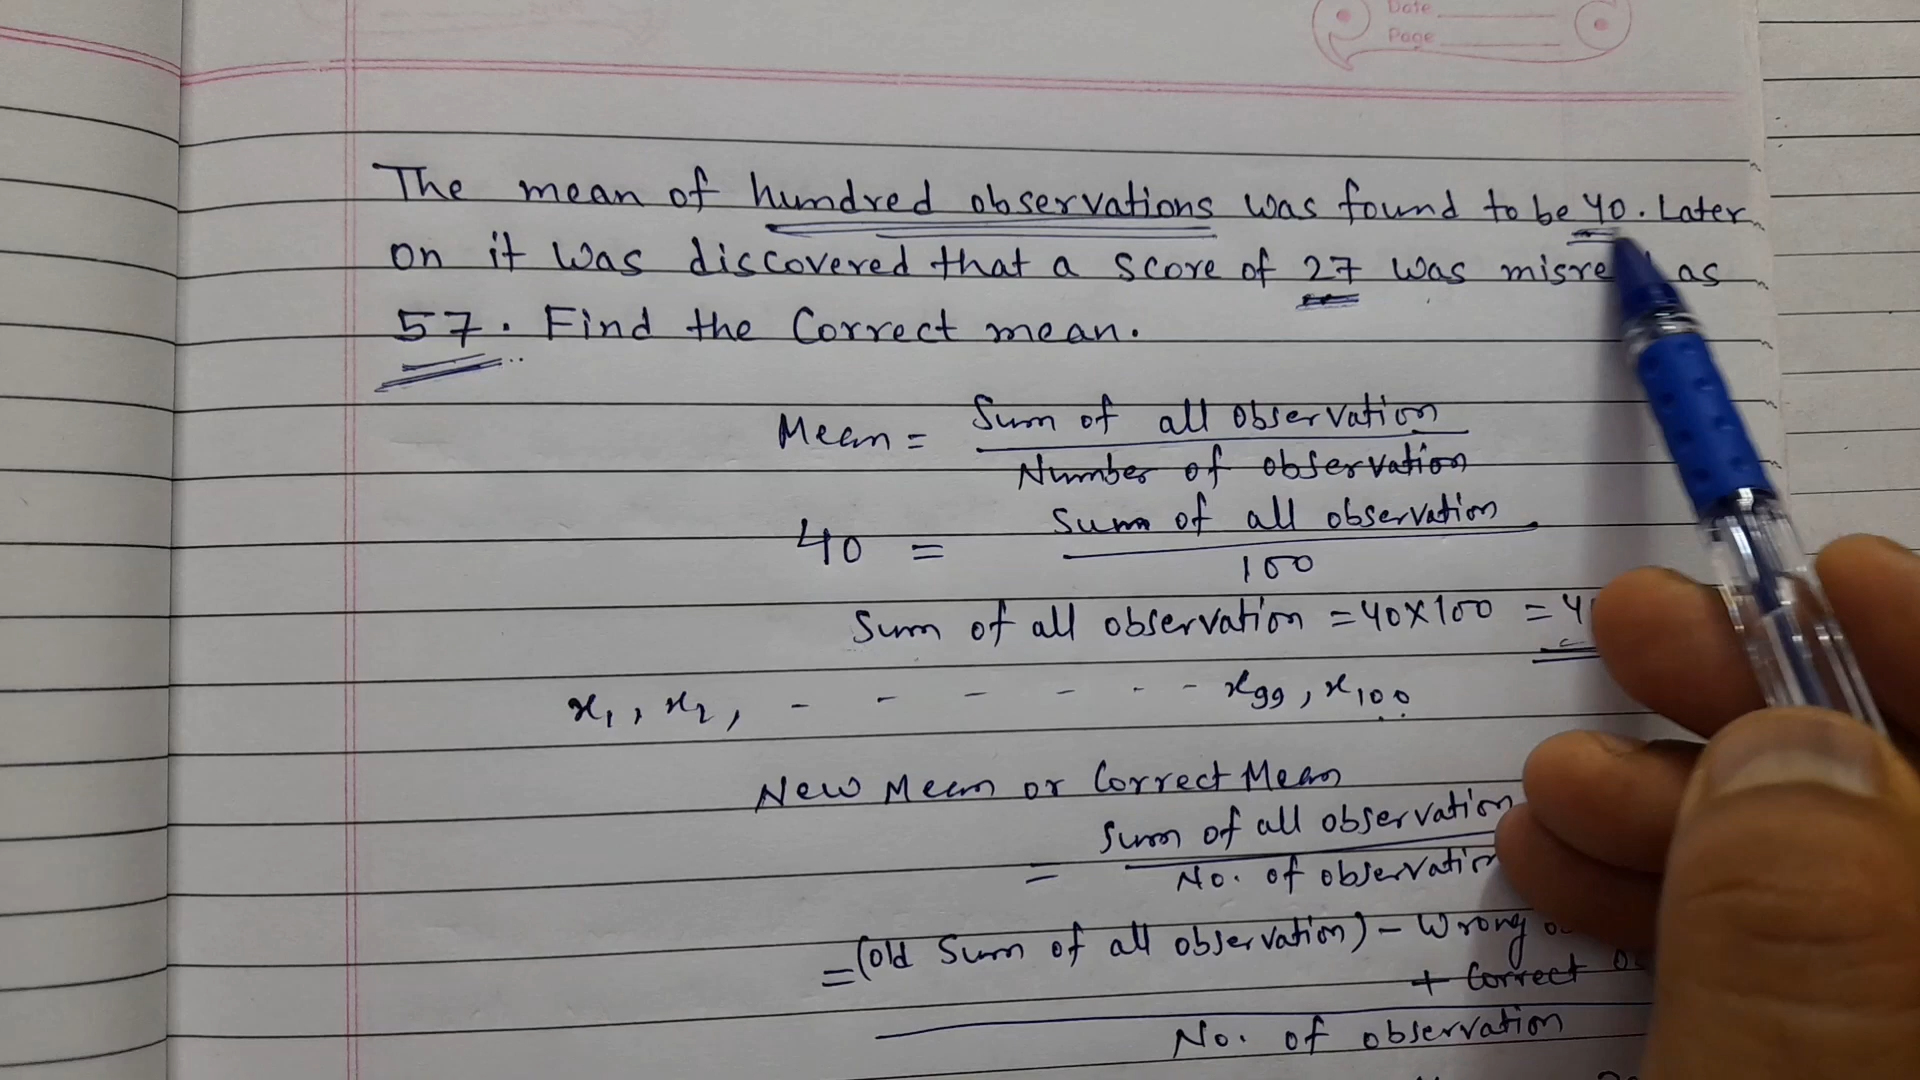 Date
Page
The mean of hundred observations was found to be 40. Later
on it was discovered that a score of 27 was as
57. Find the Correct mean.
Mean = Sum of all observation
Number of observation
40 = Sum of all observation
100
Sum of all observation = 40×100 =
x1, x2, - - - - - - x99, x100
New Mean or Correct Mean
= Sum of all observation
No. of observation
= (old Sum of all observation) - Wrong
+ Correct
No. of observation